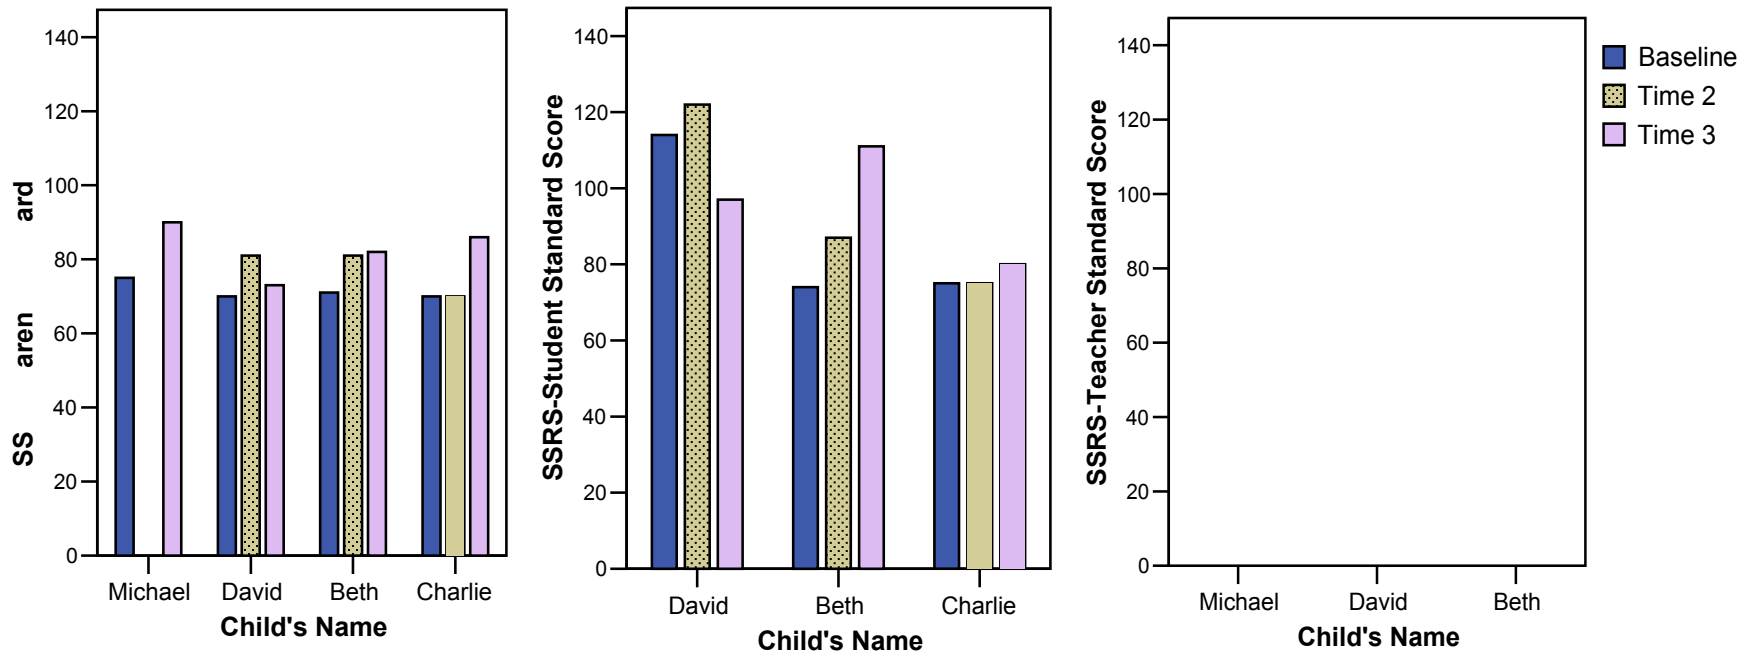 SS aren ard
140
120
100
80
60
40
20
0
Michael David Beth Charlie
Child's Name
SSRS-Student Standard Score
140
120
100
80
60
40
20
0
David Beth Charlie
Child's Name
SSRS-Teacher Standard Score
140
120
100
80
60
40
20
0
Michael David Beth
Child's Name
Baseline
Time 2
Time 3